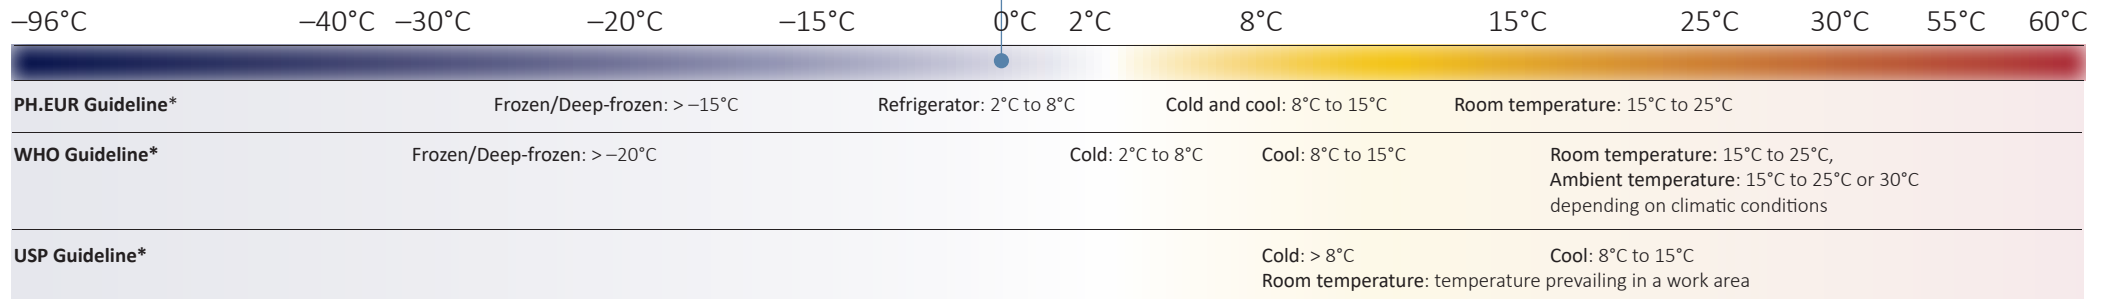 –96°C –40°C –30°C –20°C –15°C 0°C 2°C 8°C 15°C 25°C 30°C 55°C 60°C
PH.EUR Guideline* Frozen/Deep-frozen: > –15°C Refrigerator: 2°C to 8°C Cold and cool: 8°C to 15°C Room temperature: 15°C to 25°C
WHO Guideline* Frozen/Deep-frozen: > –20°C Cold: 2°C to 8°C Cool: 8°C to 15°C Room temperature: 15°C to 25°C,
Ambient temperature: 15°C to 25°C or 30°C
depending on climatic conditions
USP Guideline* Cold: > 8°C Cool: 8°C to 15°C
Room temperature: temperature prevailing in a work area